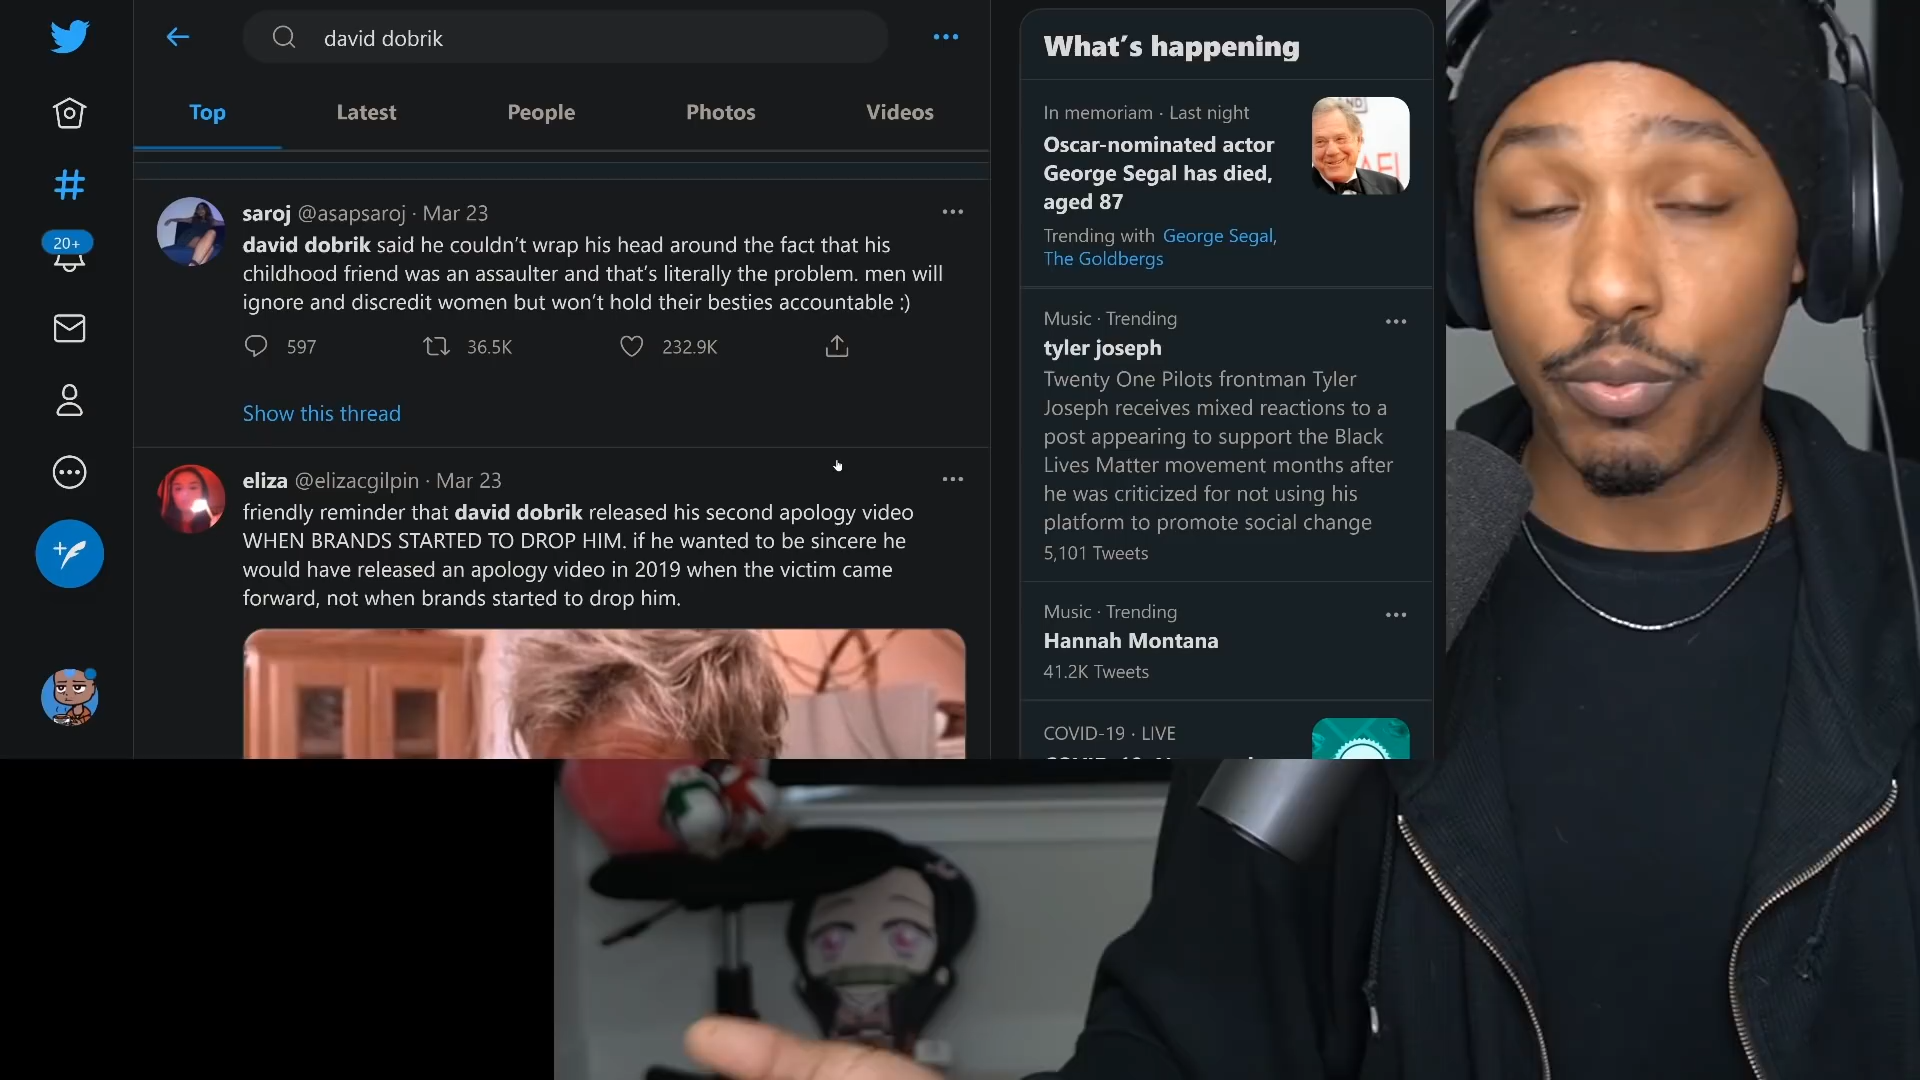 david dobrik
Top
Latest
People
Photos
Videos
saroj @asapsaroj · Mar 23
david dobrik said he couldn't wrap his head around the fact that his
childhood friend was an assaulter and that's literally the problem. men will
ignore and discredit women but won't hold their besties accountable :)
597
36.5K
232.9K
Show this thread
eliza @elizacgilpin · Mar 23
friendly reminder that david dobrik released his second apology video
WHEN BRANDS STARTED TO DROP HIM. if he wanted to be sincere he
would have released an apology video in 2019 when the victim came
forward, not when brands started to drop him.
20+
What's happening
In memoriam · Last night
Oscar-nominated actor
George Segal has died,
aged 87
Trending with George Segal,
The Goldbergs
Music · Trending
tyler joseph
Twenty One Pilots frontman Tyler
Joseph receives mixed reactions to a
post appearing to support the Black
Lives Matter movement months after
he was criticized for not using his
platform to promote social change
5,101 Tweets
Music · Trending
Hannah Montana
41.2K Tweets
COVID-19 · LIVE